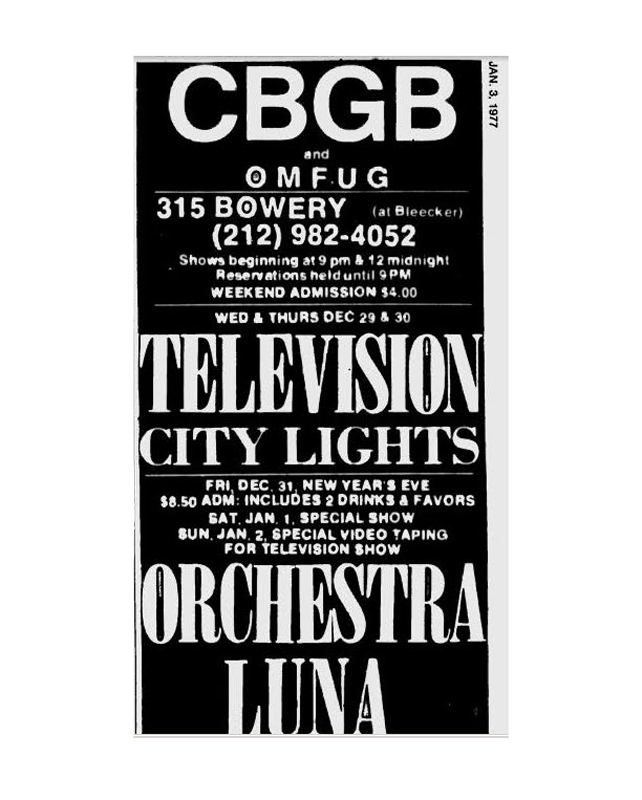 CBGB
and
OMFUG
315 BOWERY (at Bleecker)
(212) 982-4052
Shows beginning at 9 pm & 12 midnight
Reservations held until 9PM
WEEKEND ADMISSION $4.00
WED & THURS DEC 29 & 30
TELEVISION
CITY LIGHTS
FRI, DEC. 31, NEW YEAR'S EVE
$8.50 ADM: INCLUDES 2 DRINKS & FAVORS
SAT. JAN. 1, SPECIAL SHOW
SUN. JAN. 2, SPECIAL VIDEO TAPING
FOR TELEVISION SHOW
ORCHESTRA
LUNA
JAN. 3, 1977